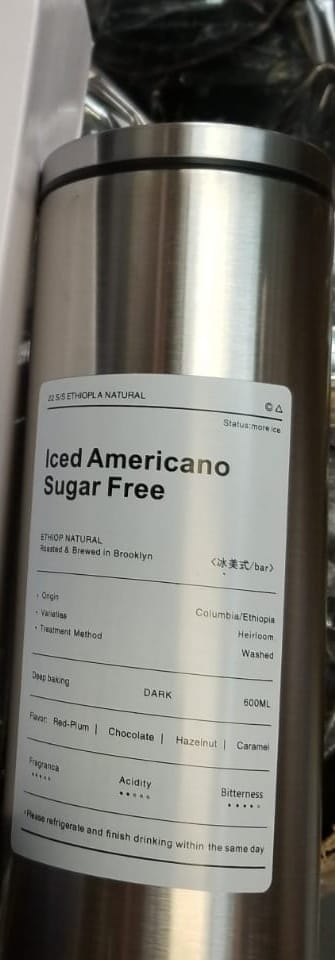 22 S/S ETHIOPLA NATURAL
©△
Status:more ice
Iced Americano
Sugar Free
ETHIOP NATURAL
Roasted & Brewed in Brooklyn
<冰美式/bar>
· Origin Columbia/Ethiopia
· Varieties Heirloom
· Treatment Method Washed
Deep baking DARK 600ML
Flavor: Red-Plum | Chocolate | Hazelnut | Caramel
Fragrance Acidity Bitterness
*Please refrigerate and finish drinking within the same day